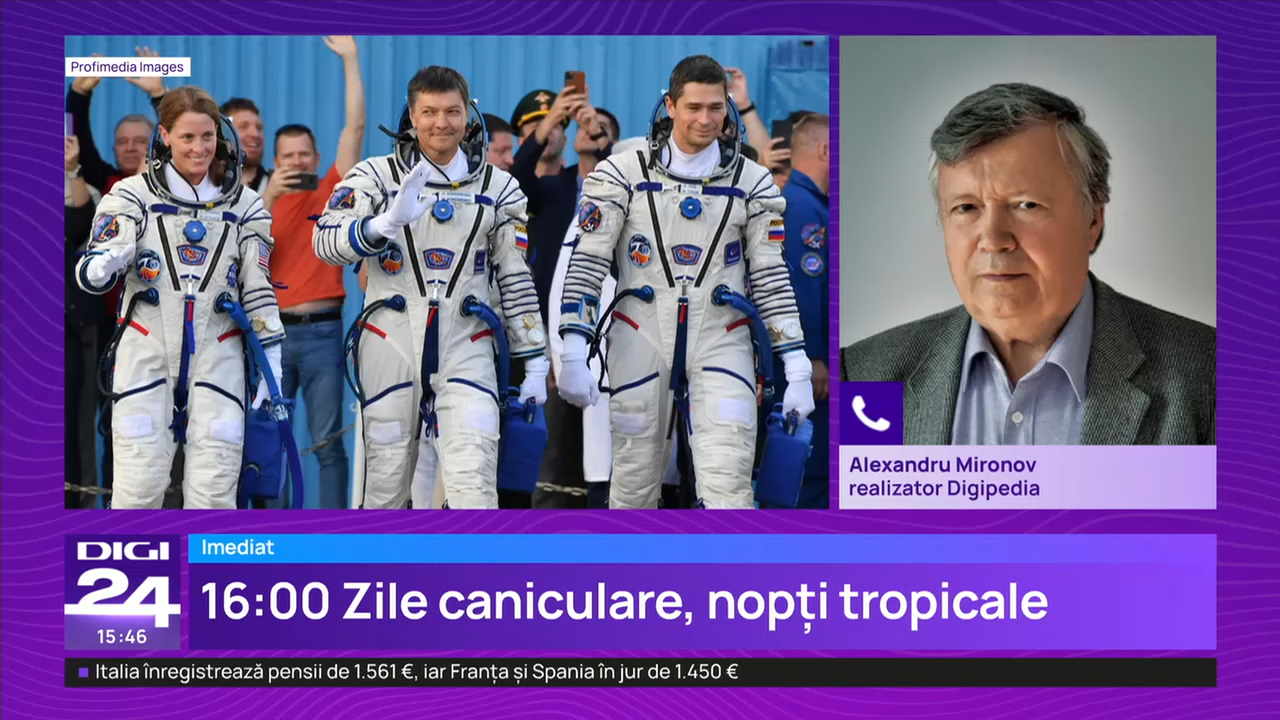 Profimedia Images
Alexandru Mironov
realizator Digipedia
DIGI
24
15:46
Imediat
16:00 Zile caniculare, nopți tropicale
Italia înregistrează pensii de 1.561 €, iar Franța și Spania în jur de 1.450 €